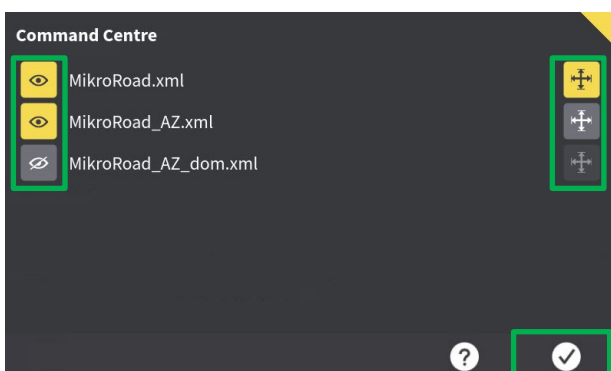 Command Centre
MikroRoad.xml
MikroRoad_AZ.xml
MikroRoad_AZ_dom.xml
?